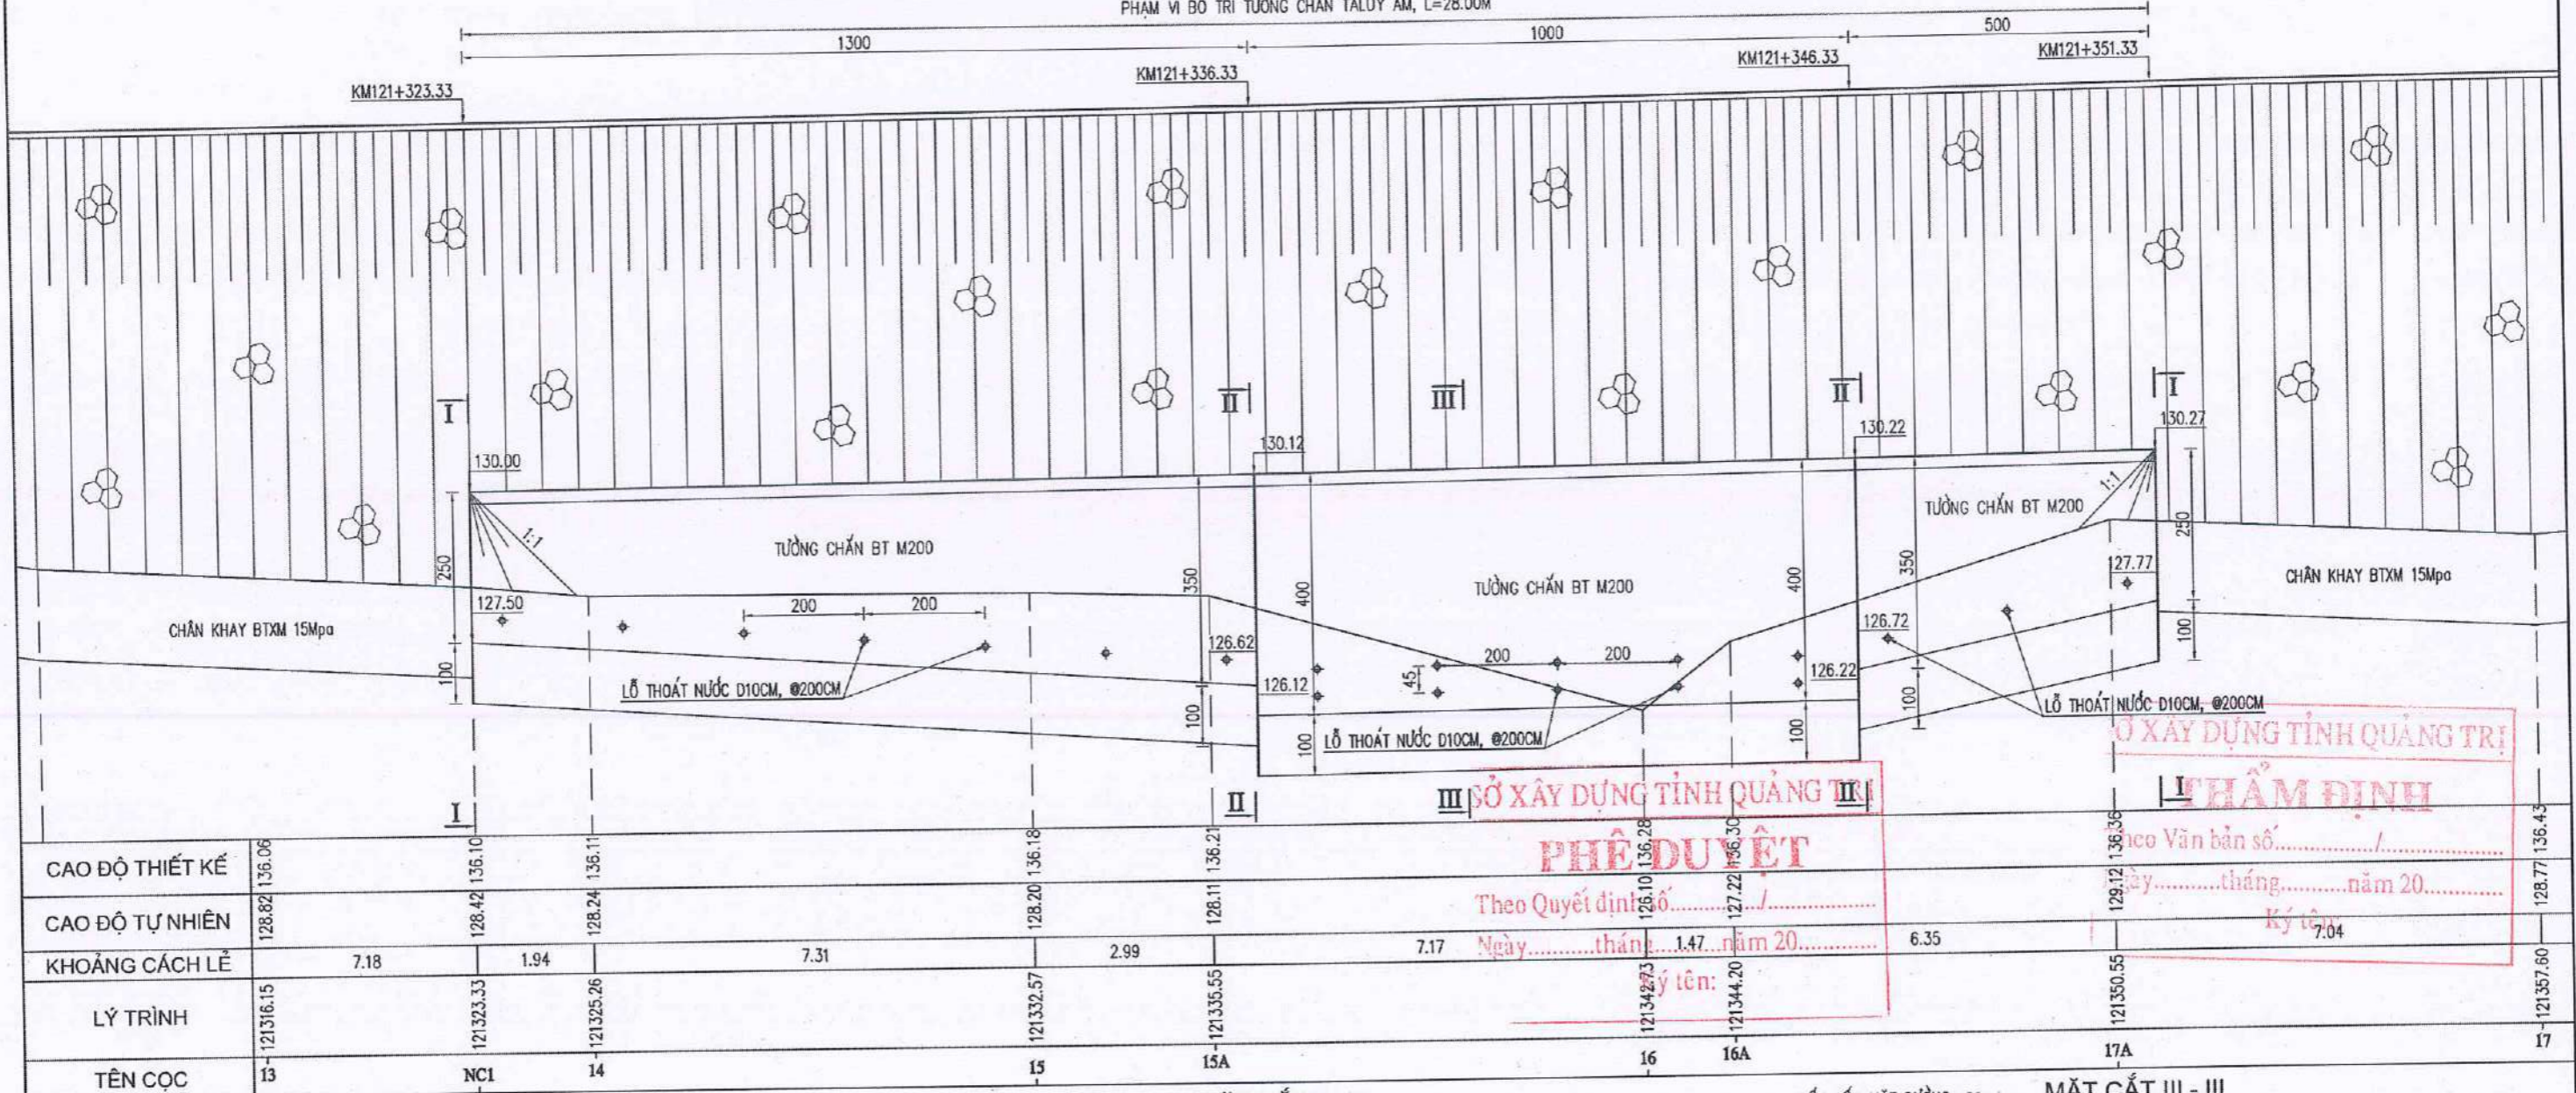 PHẠM VI BỐ TRÍ TƯỜNG CHẮN TALUY ÂM, L=28.00M
1300
1000
500
KM121+323.33
KM121+336.33
KM121+346.33
KM121+351.33
I
II
III
II
I
130.00
130.12
130.22
130.27
1:1
1:1
TƯỜNG CHẮN BT M200
TƯỜNG CHẮN BT M200
TƯỜNG CHẮN BT M200
250
350
400
400
350
250
127.50
200
200
126.62
126.12
45
200
200
126.22
126.72
127.77
CHÂN KHAY BTXM 15Mpa
CHÂN KHAY BTXM 15Mpa
100
100
100
100
100
100
LỖ THOÁT NƯỚC D10CM, @200CM
LỖ THOÁT NƯỚC D10CM, @200CM
LỖ THOÁT NƯỚC D10CM, @200CM
I
II
III
II
I
SỞ XÂY DỰNG TỈNH QUẢNG TRỊ
PHÊ DUYỆT
Theo Quyết định số............/...............
Ngày..........tháng..........năm 20............
Ký tên:
Ở XÂY DỰNG TỈNH QUẢNG TRỊ
THẨM ĐỊNH
Theo Văn bản số............/...............
Ngày..........tháng..........năm 20............
Ký tên:
CAO ĐỘ THIẾT KẾ 136.06 136.10 136.11 136.18 136.21 136.28 136.30 136.36 136.43
CAO ĐỘ TỰ NHIÊN 128.82 128.42 128.24 128.20 128.11 126.10 127.22 129.12 128.77
KHOẢNG CÁCH LẺ 7.18 1.94 7.31 2.99 7.17 1.47 6.35 7.04
LÝ TRÌNH 121316.15 121323.33 121325.26 121332.57 121335.55 121342.73 121344.20 121350.55 121357.60
TÊN CỌC 13 NC1 14 15 15A 16 16A 17A 17
MẶT CẮT III - III